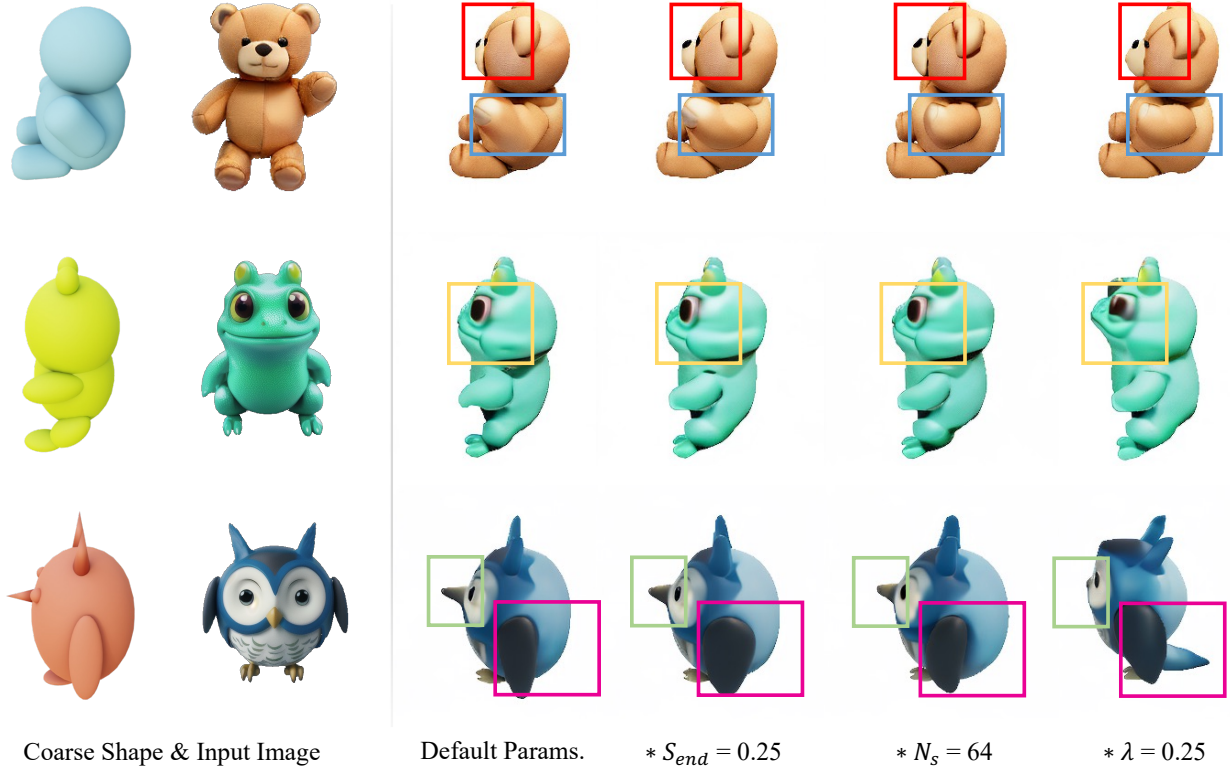 Coarse Shape & Input Image Default Params. * S_end = 0.25 * N_s = 64 * λ = 0.25